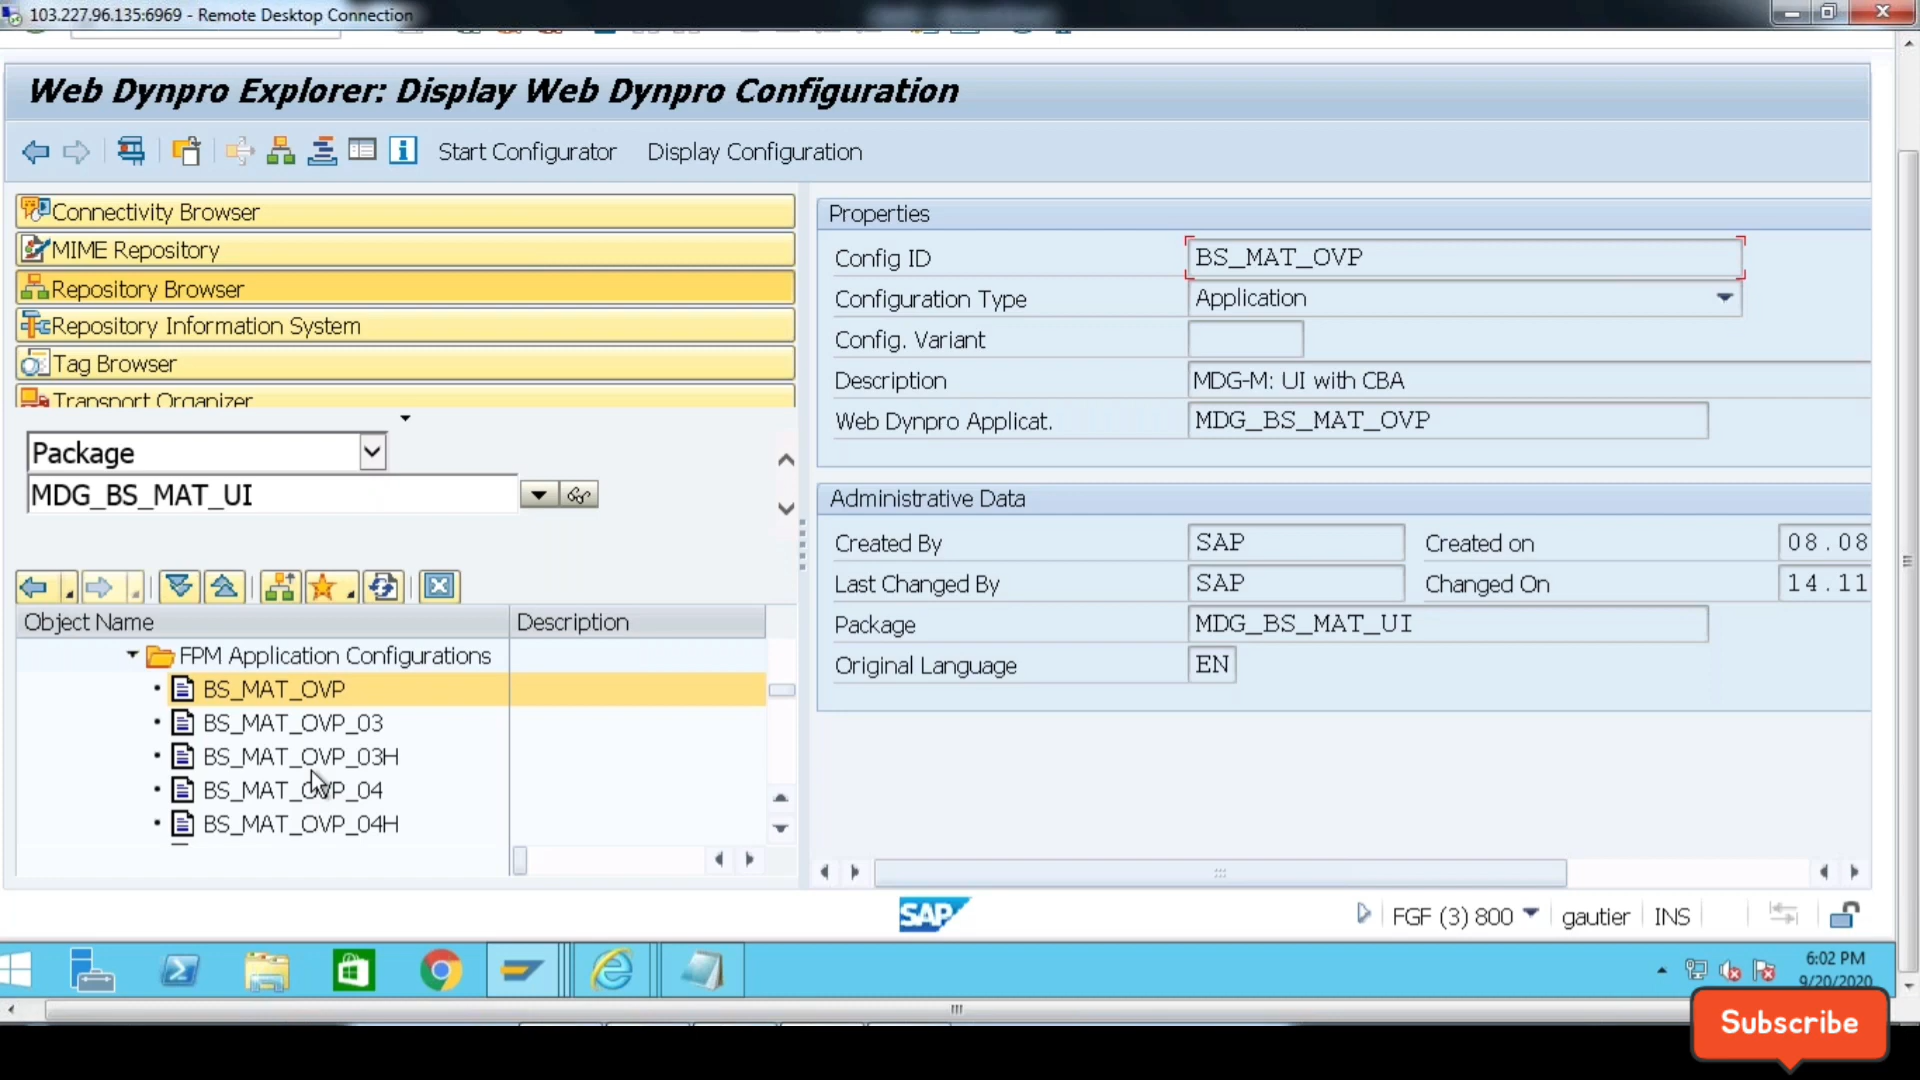 103.227.96.135:6969 - Remote Desktop Connection
Web Dynpro Explorer: Display Web Dynpro Configuration
Start Configurator Display Configuration
Connectivity Browser
MIME Repository
Repository Browser
Repository Information System
Tag Browser
Transport Organizer
Package
MDG_BS_MAT_UI
Object Name Description
FPM Application Configurations
BS_MAT_OVP
BS_MAT_OVP_03
BS_MAT_OVP_03H
BS_MAT_OVP_04
BS_MAT_OVP_04H
Properties
Config ID BS_MAT_OVP
Configuration Type Application
Config. Variant
Description MDG-M: UI with CBA
Web Dynpro Applicat. MDG_BS_MAT_OVP
Administrative Data
Created By SAP Created on 08.08
Last Changed By SAP Changed On 14.11
Package MDG_BS_MAT_UI
Original Language EN
SAP FGF (3) 800 gautier INS
6:02 PM
9/20/2020
Subscribe